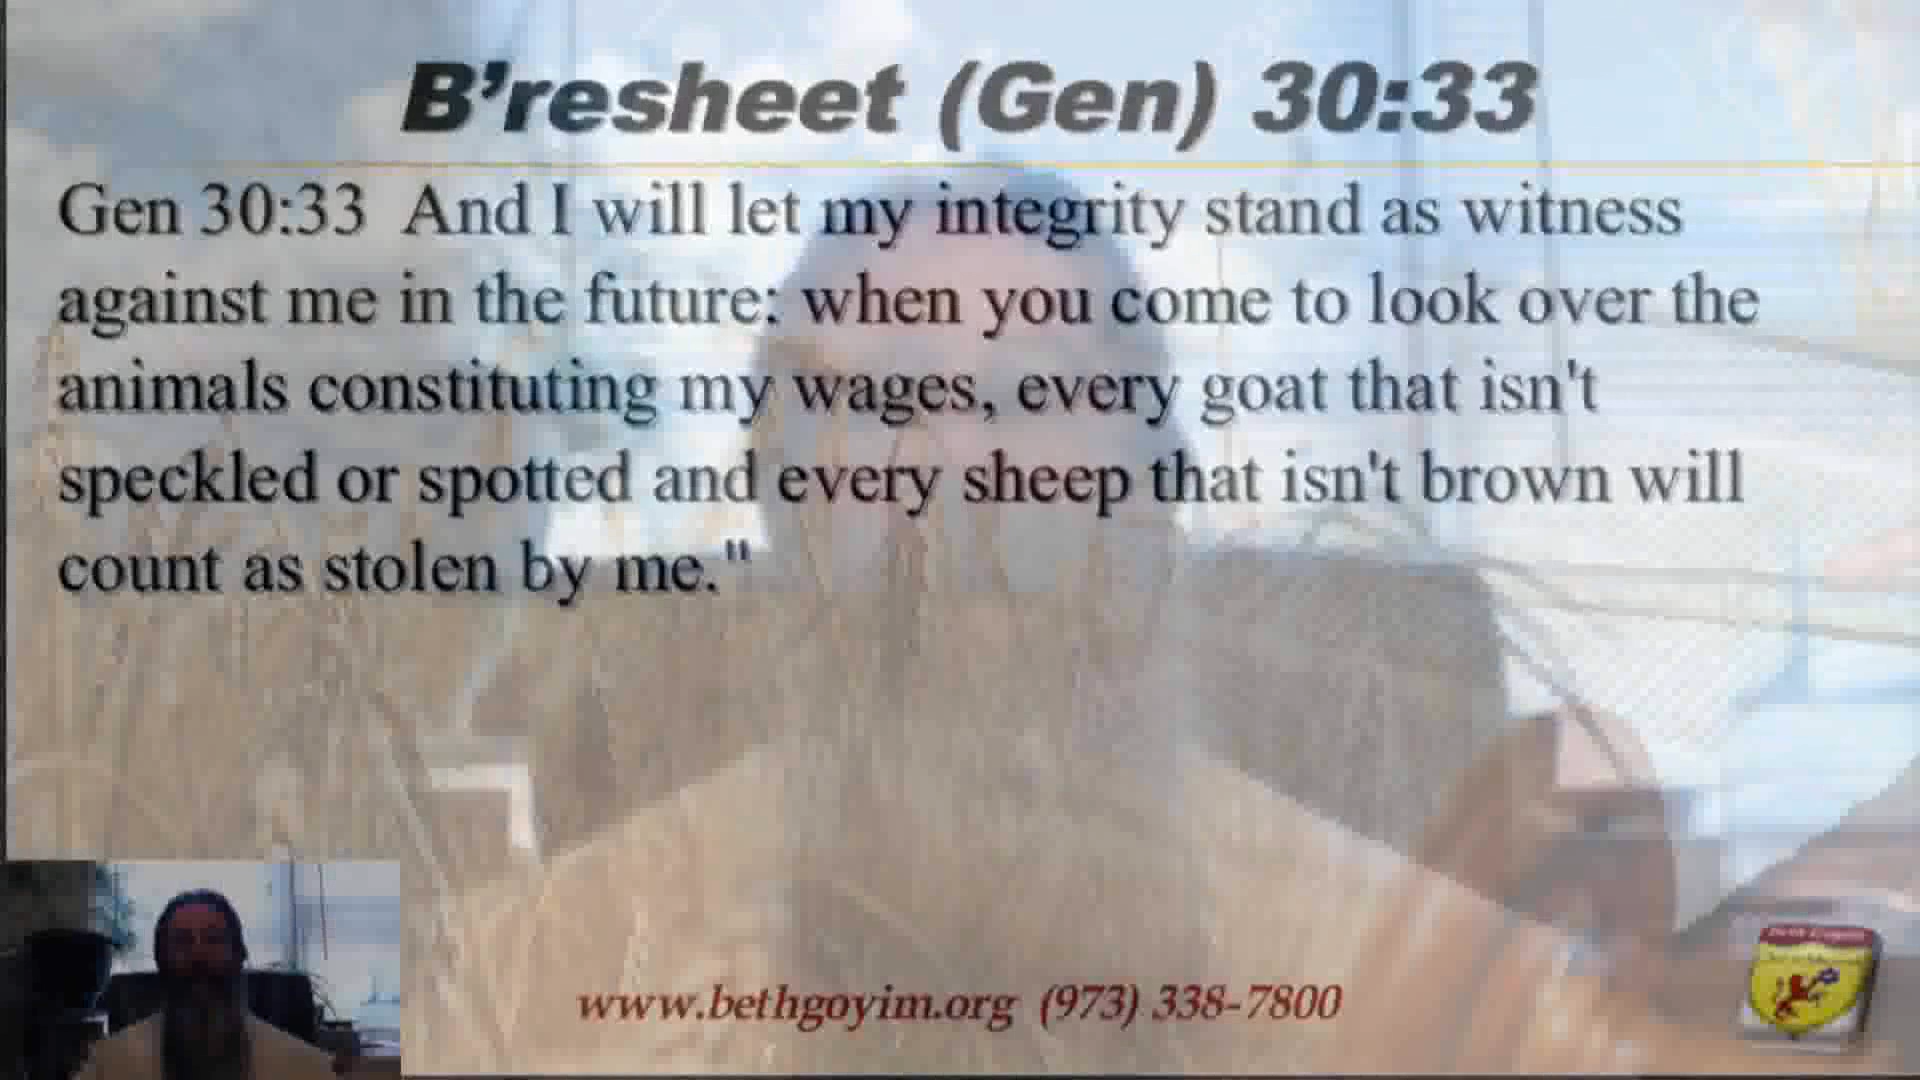 B'resheet (Gen) 30:33
Gen 30:33 And I will let my integrity stand as witness
against me in the future: when you come to look over the
animals constituting my wages, every goat that isn't
speckled or spotted and every sheep that isn't brown will
count as stolen by me."
www.bethgoyim.org (973) 338-7800